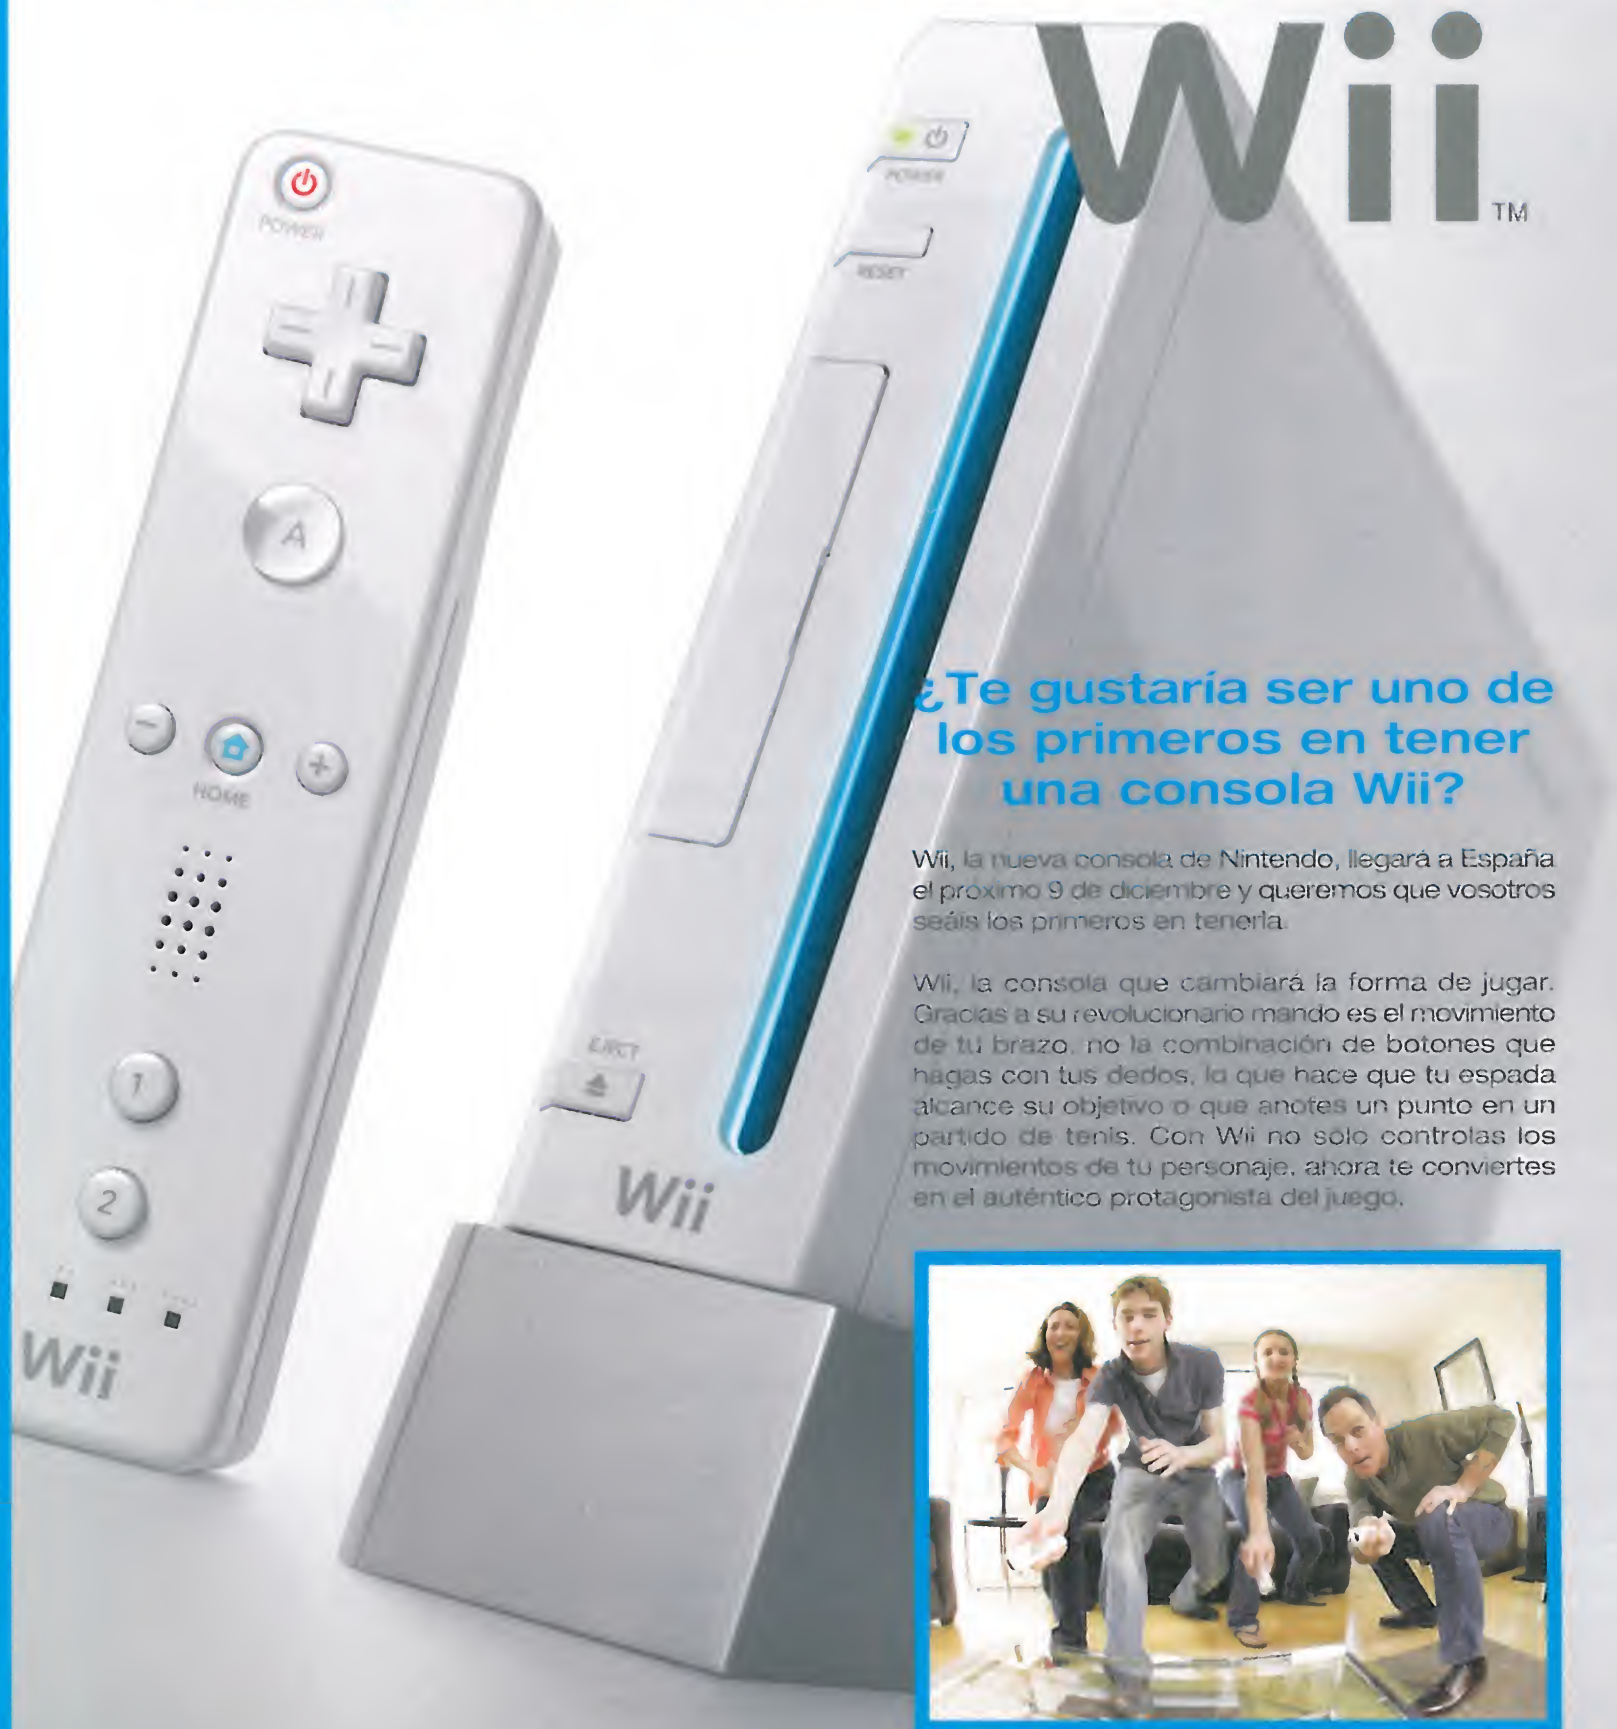 Wii
TM
POWER
POWER
RESET
A
HOME
EJECT
1
2
Wii
Wii
¿Te gustaría ser uno de
los primeros en tener
una consola Wii?
Wii, la nueva consola de Nintendo, llegará a España
el próximo 9 de diciembre y queremos que vosotros
seáis los primeros en tenerla.
Wii, la consola que cambiará la forma de jugar.
Gracias a su revolucionario mando es el movimiento
de tu brazo, no la combinación de botones que
hagas con tus dedos, lo que hace que tu espada
alcance su objetivo o que anotes un punto en un
partido de tenis. Con Wii no sólo controlas los
movimientos de tu personaje, ahora te conviertes
en el auténtico protagonista del juego.